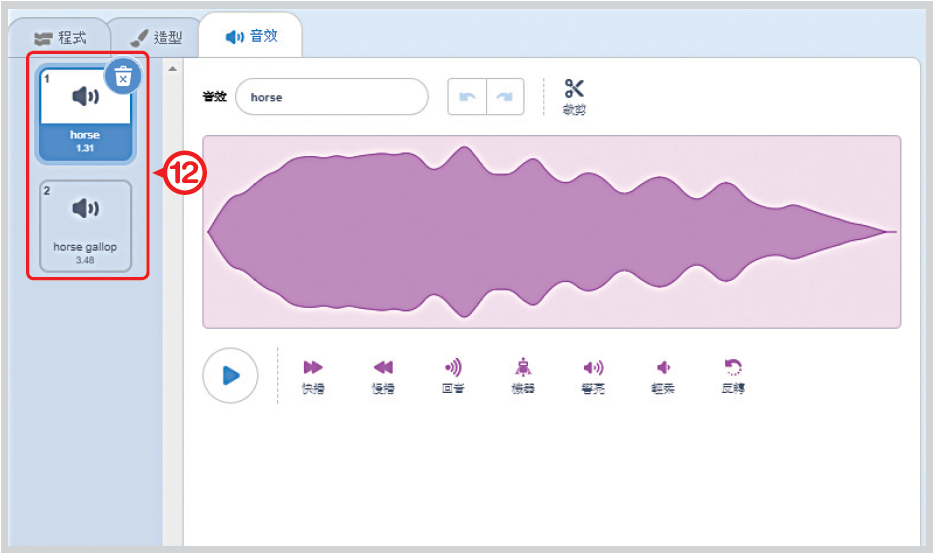 程式
造型
音效
1
horse
1.31
2
horse gallop
3.48
12
音效
horse
裁剪
快播
慢播
回音
機器
響亮
輕柔
反轉